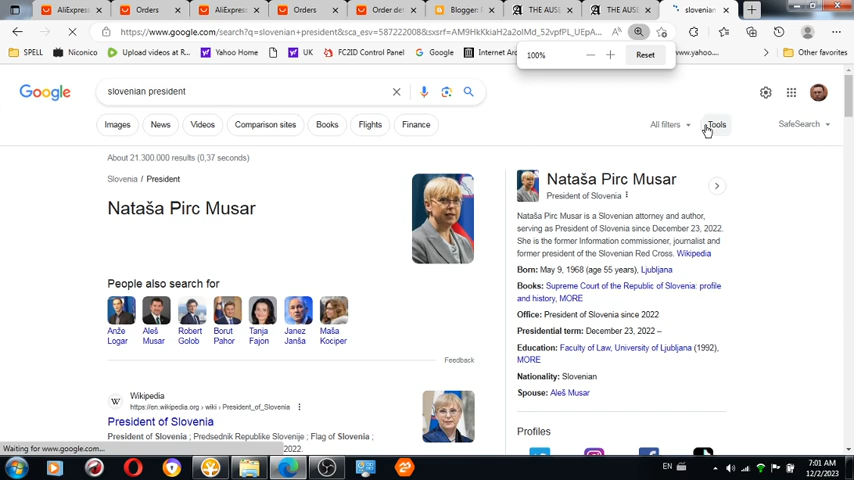 AliExpres
Orders
AliExpres
Orders
Order det
Blogger:
THE AUSE
THE AUSE
slovenian
https://www.google.com/search?q=slovenian+president&sca_esv=587222008&sxsrf=AM9HkKkiaH2a2olMd_52vpfPL_UEpA...
SPELL
Niconico
Upload videos at R...
Yahoo Home
UK
FC2ID Control Panel
Google
Internet Arc
www.yahoo....
Other favorites
100%
Reset
Google
slovenian president
Images
News
Videos
Comparison sites
Books
Flights
Finance
All filters
Tools
SafeSearch
About 21.300.000 results (0,37 seconds)
Slovenia / President
Nataša Pirc Musar
People also search for
Anže Logar
Aleš Musar
Robert Golob
Borut Pahor
Tanja Fajon
Janez Janša
Maša Kociper
Feedback
W
Wikipedia
https://en.wikipedia.org › wiki › President_of_Slovenia
President of Slovenia
President of Slovenia ; Predsednik Republike Slovenije ; Flag of Slovenia ;
2022.
Nataša Pirc Musar
President of Slovenia
Nataša Pirc Musar is a Slovenian attorney and author,
serving as President of Slovenia since December 23, 2022.
She is the former Information commissioner, journalist and
former president of the Slovenian Red Cross. Wikipedia
Born: May 9, 1968 (age 55 years), Ljubljana
Books: Supreme Court of the Republic of Slovenia: profile
and history, MORE
Office: President of Slovenia since 2022
Presidential term: December 23, 2022 –
Education: Faculty of Law, University of Ljubljana (1992),
MORE
Nationality: Slovenian
Spouse: Aleš Musar
Profiles
Waiting for www.google.com...
EN
7:01 AM
12/2/2023